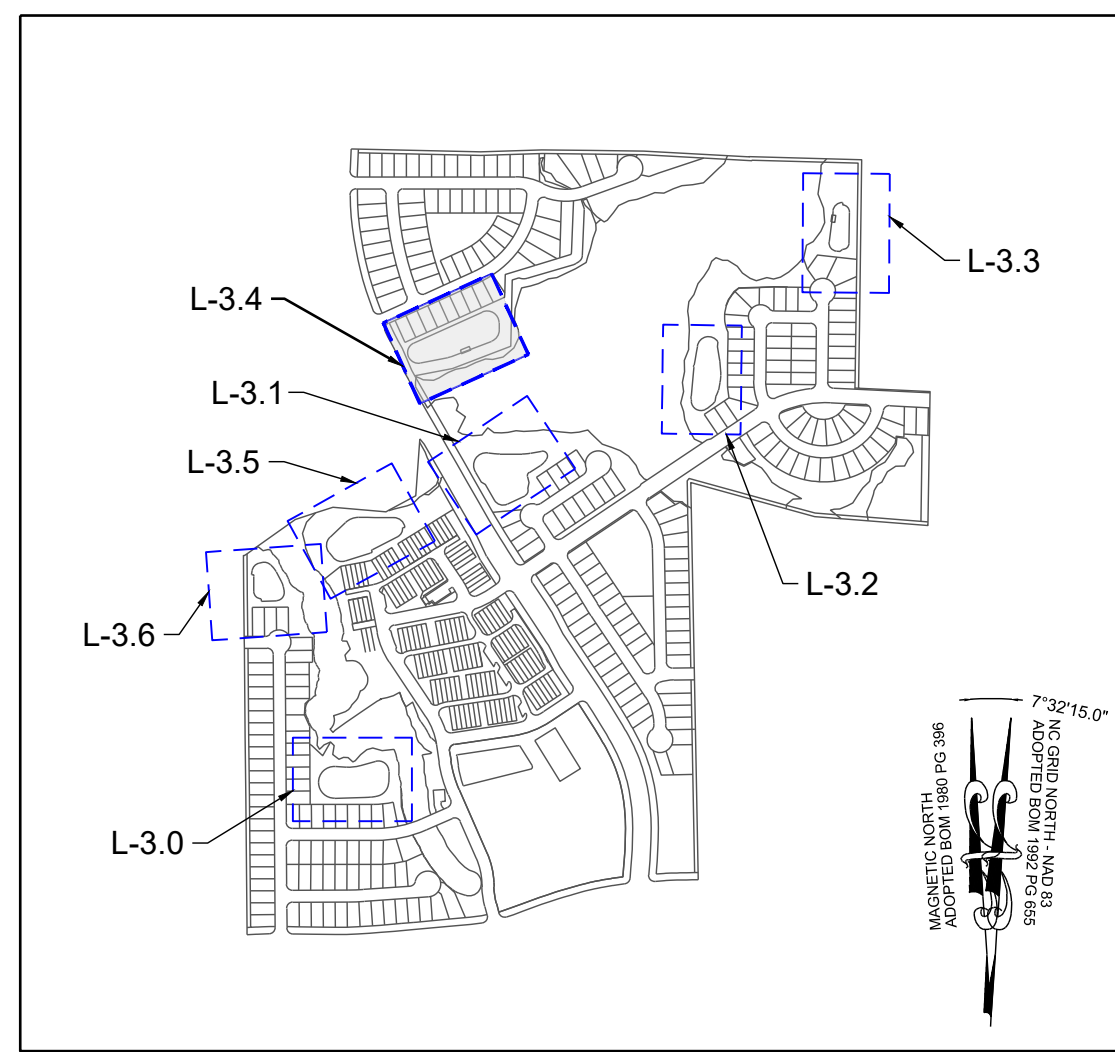 L-3.3
L-3.4
L-3.1
L-3.5
L-3.2
L-3.6
L-3.0
7°32'15.0"
MAGNETIC NORTH
ADOPTED BOM 1980 PG 396
NC GRID NORTH - NAD 83
ADOPTED BOM 1992 PG 655